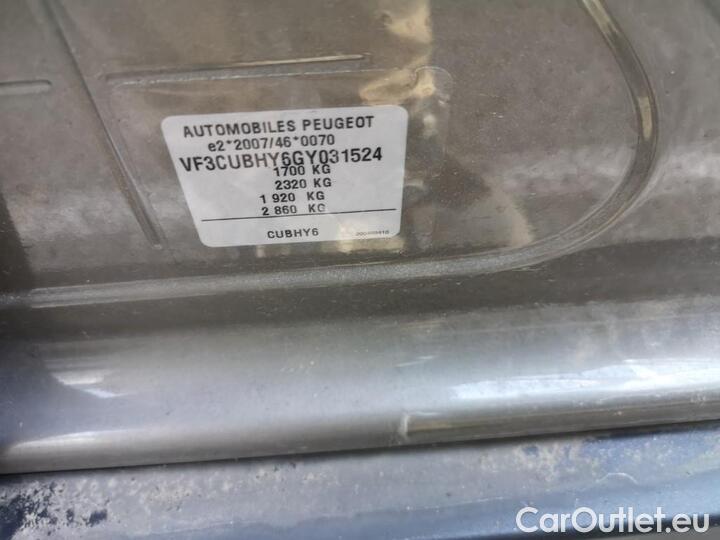 AUTOMOBILES PEUGEOT
e2*2007/46*0070
VF3CUBHY6GY031524
1700 KG
2320 KG
1 920 KG
2 860 KG
CUBHY6
CarOutlet.eu